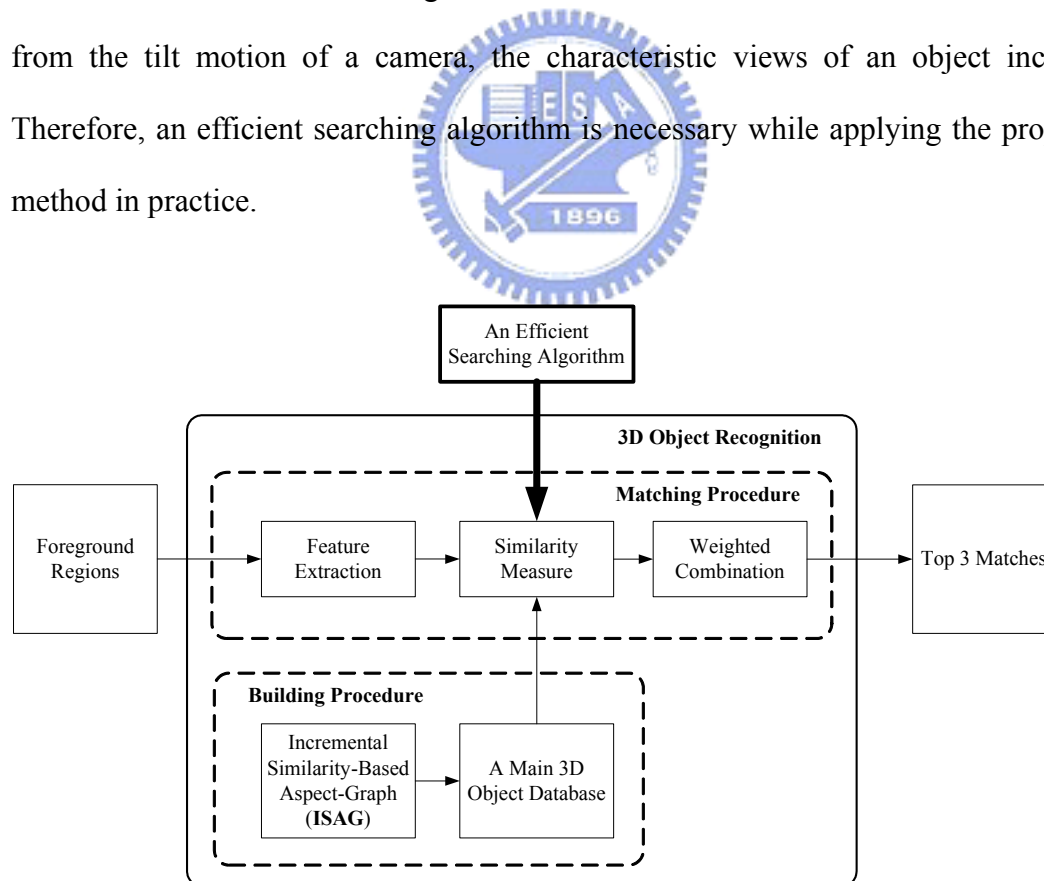 from the tilt motion of a camera, the characteristic views of an object inc
Therefore, an efficient searching algorithm is necessary while applying the pro
method in practice.
ESA
1896
An Efficient
Searching Algorithm
3D Object Recognition
Matching Procedure
Foreground
Regions
Feature
Extraction
Similarity
Measure
Weighted
Combination
Top 3 Matches
Building Procedure
Incremental
Similarity-Based
Aspect-Graph
(ISAG)
A Main 3D
Object Database